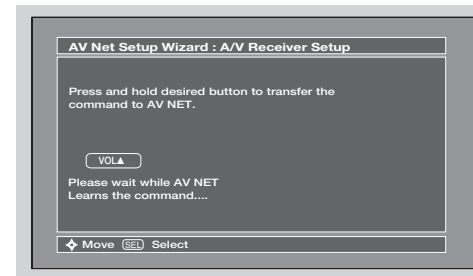 AV Net Setup Wizard : A/V Receiver Setup
Press and hold desired button to transfer the
command to AV NET.
VOL▲
Please wait while AV NET
Learns the command....
Move SEL Select